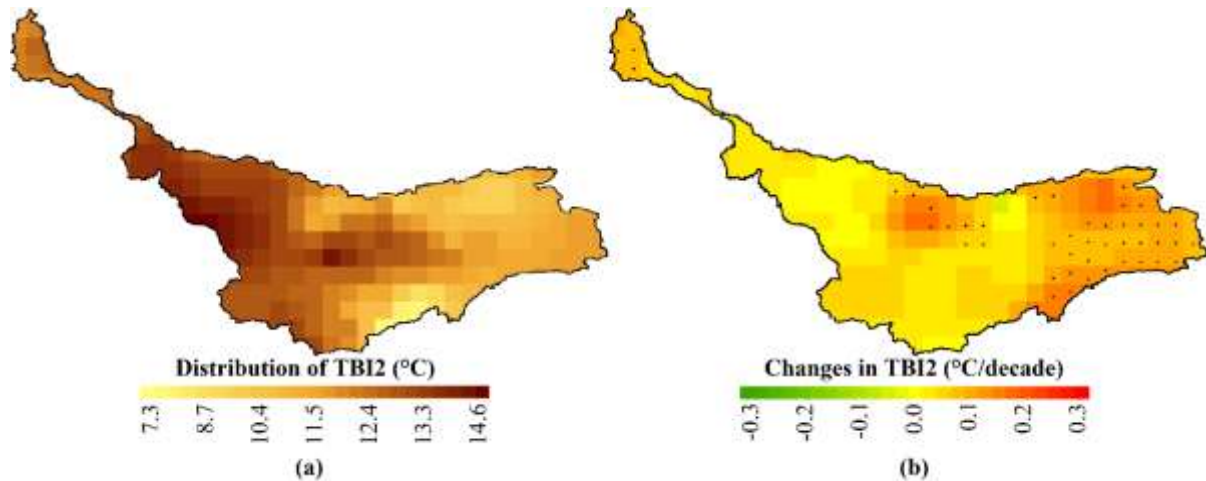 Distribution of TBI2 (°C)
7.3 8.7 10.4 11.5 12.4 13.3 14.6
(a)
Changes in TBI2 (°C/decade)
-0.3 -0.2 -0.1 0.0 0.1 0.2 0.3
(b)